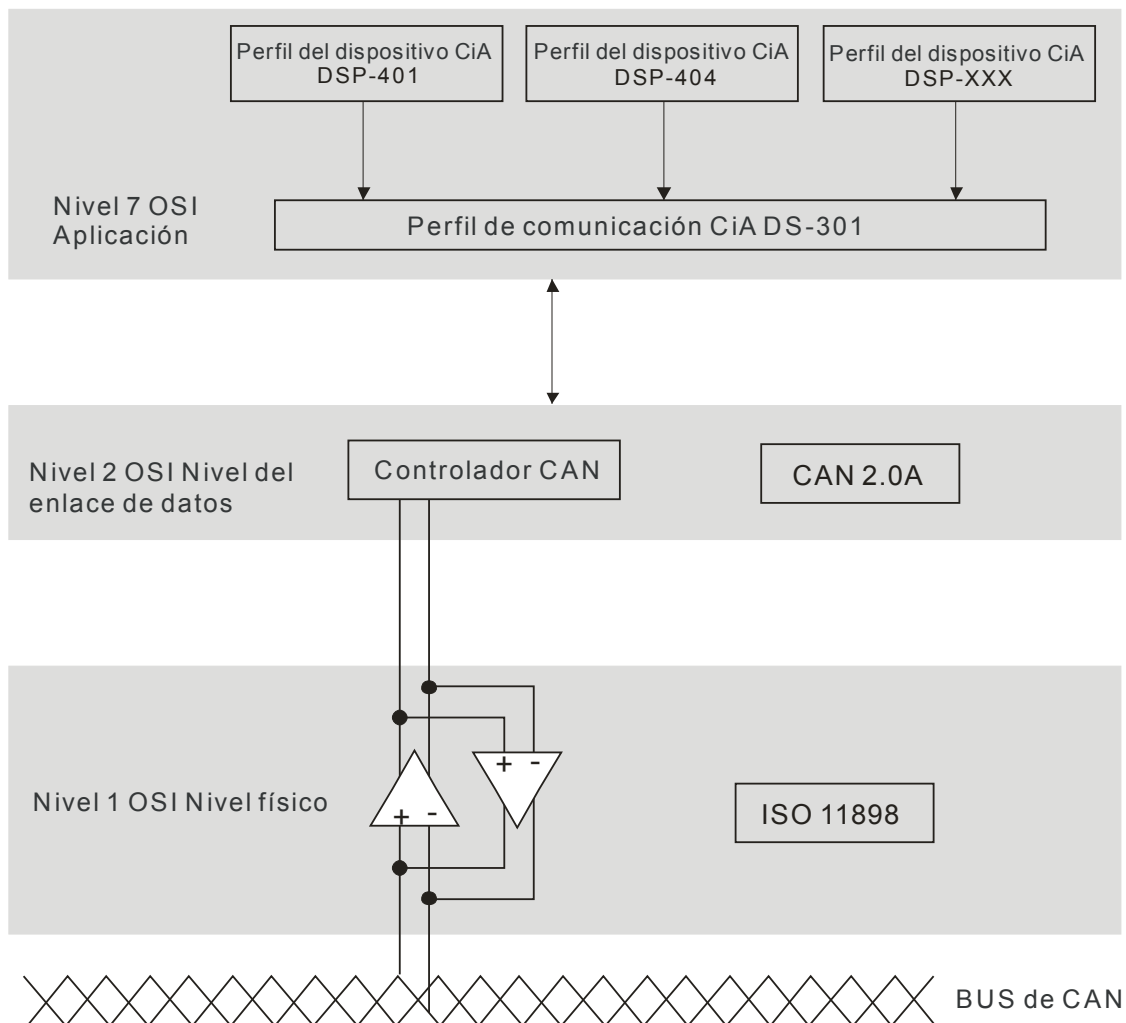 Perfil del dispositivo CiA
DSP-401
Perfil del dispositivo CiA
DSP-404
Perfil del dispositivo CiA
DSP-XXX
Nivel 7 OSI
Aplicación
Perfil de comunicación CiA DS-301
Nivel 2 OSI Nivel del
enlace de datos
Controlador CAN
CAN 2.0A
Nivel 1 OSI Nivel físico
+ -
+ -
ISO 11898
BUS de CAN